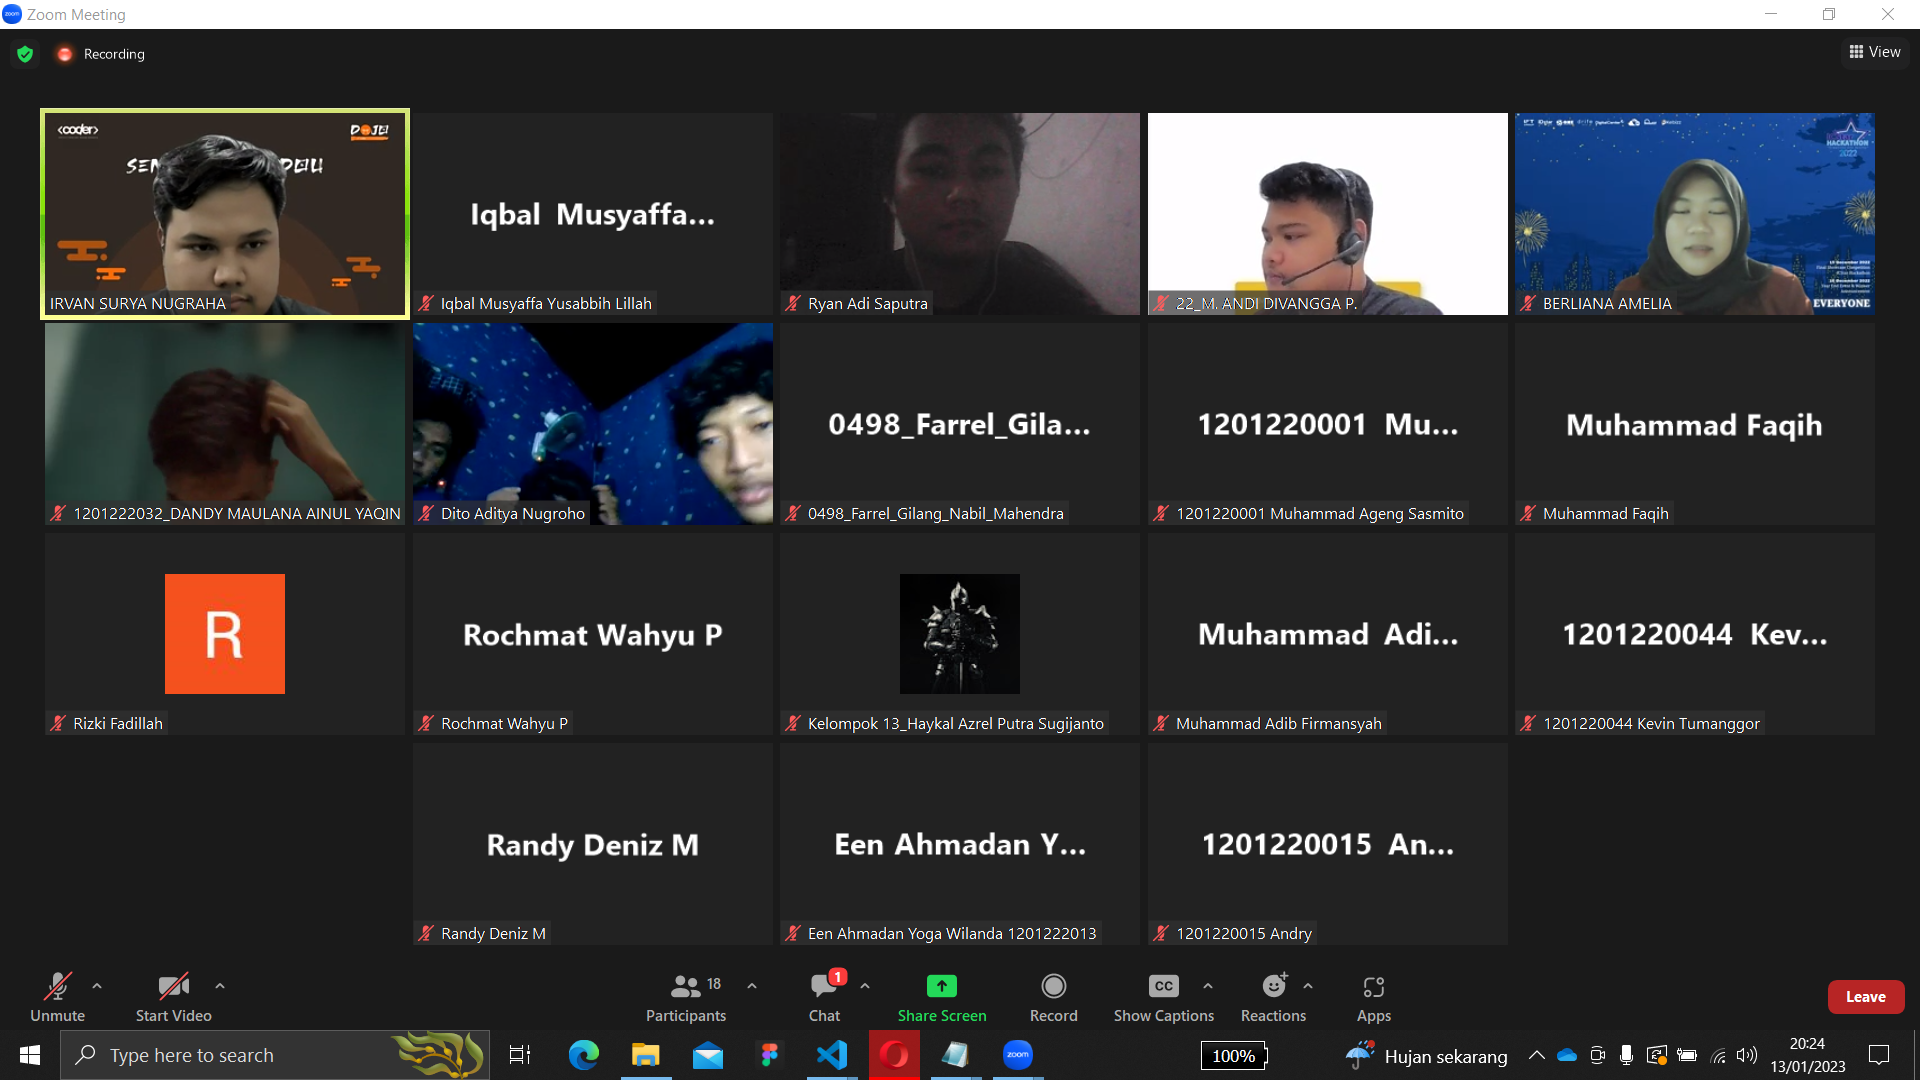 Zoom Meeting
Recording
View
<coder>
IRVAN SURYA NUGRAHA
Iqbal Musyaffa...
Iqbal Musyaffa Yusabbih Lillah
Ryan Adi Saputra
22_M. ANDI DIVANGGA P.
HACKATHON
2022
EVERYONE
BERLIANA AMELIA
1201222032_DANDY MAULANA AINUL YAQIN
Dito Aditya Nugroho
0498_Farrel_Gila...
0498_Farrel_Gilang_Nabil_Mahendra
1201220001 Mu...
1201220001 Muhammad Ageng Sasmito
Muhammad Faqih
Muhammad Faqih
R
Rizki Fadillah
Rochmat Wahyu P
Rochmat Wahyu P
Kelompok 13_Haykal Azrel Putra Sugijanto
Muhammad Adi...
Muhammad Adib Firmansyah
1201220044 Kev...
1201220044 Kevin Tumanggor
Randy Deniz M
Randy Deniz M
Een Ahmadan Y...
Een Ahmadan Yoga Wilanda 1201222013
1201220015 An...
1201220015 Andry
Unmute
Start Video
18
Participants
1
Chat
Share Screen
Record
CC
Show Captions
Reactions
Apps
Leave
Type here to search
zoom
100%
Hujan sekarang
20:24
13/01/2023